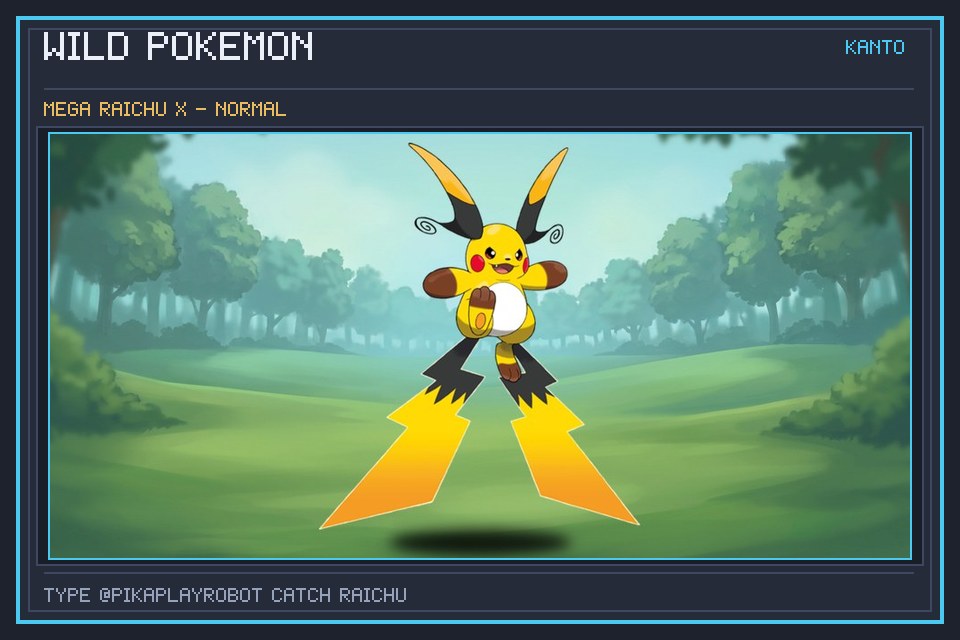 WILD POKEMON
KANTO
MEGA RAICHU X - NORMAL
TYPE @PIKAPLAYROBOT CATCH RAICHU